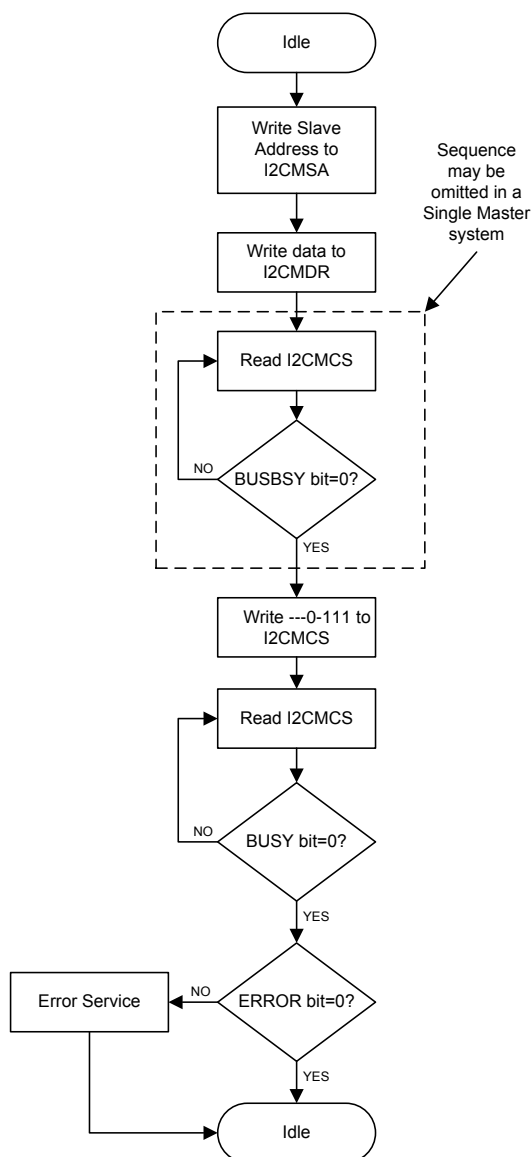 Idle
Write Slave
Address to
I2CMSA
Sequence
may be
omitted in a
Single Master
system
Write data to
I2CMDR
Read I2CMCS
NO
BUSBSY bit=0?
YES
Write ---0-111 to
I2CMCS
Read I2CMCS
NO
BUSY bit=0?
YES
Error Service
NO
ERROR bit=0?
YES
Idle